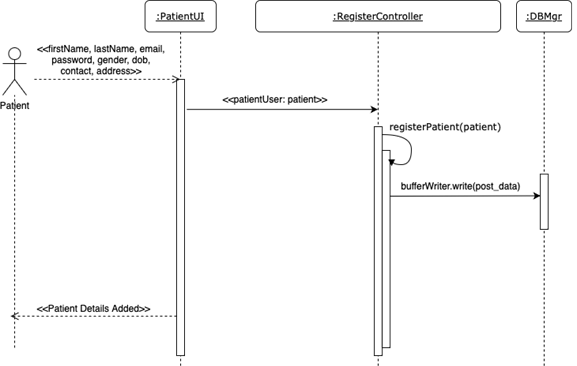 :PatientUI
:RegisterController
:DBMgr
<<firstName, lastName, email,
password, gender, dob,
contact, address>>
Patient
<<patientUser: patient>>
registerPatient(patient)
bufferWriter.write(post_data)
<<Patient Details Added>>